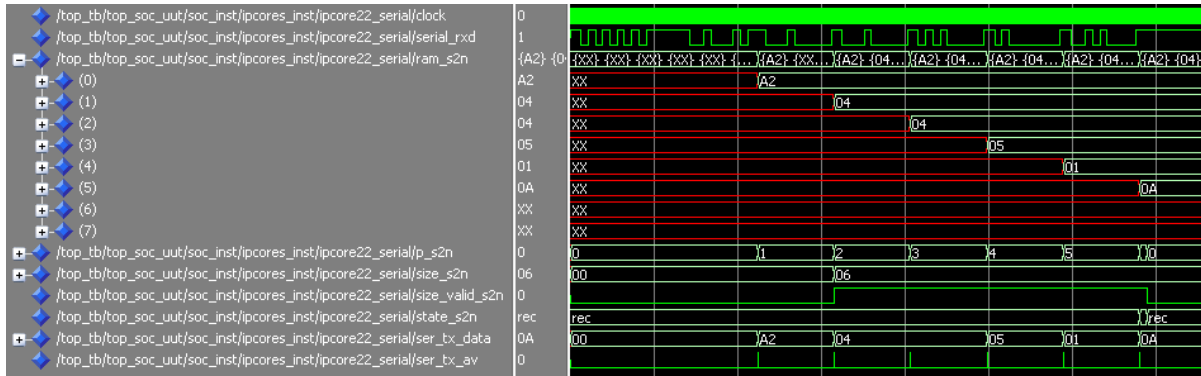 /top_tb/top_soc_uut/soc_inst/ipcores_inst/ipcore22_serial/clock 0
/top_tb/top_soc_uut/soc_inst/ipcores_inst/ipcore22_serial/serial_rxd 1
/top_tb/top_soc_uut/soc_inst/ipcores_inst/ipcore22_serial/ram_s2n {A2} {0 {XX} {XX} {XX} {XX} {XX} {... {A2} {XX... {A2} {04... {A2} {04... {A2} {04... {A2} {04... {A2} {04}
(0) A2 XX A2
(1) 04 XX 04
(2) 04 XX 04
(3) 05 XX 05
(4) 01 XX 01
(5) 0A XX 0A
(6) XX XX
(7) XX XX
/top_tb/top_soc_uut/soc_inst/ipcores_inst/ipcore22_serial/p_s2n 0 0 1 2 3 4 5 0
/top_tb/top_soc_uut/soc_inst/ipcores_inst/ipcore22_serial/size_s2n 06 00 06
/top_tb/top_soc_uut/soc_inst/ipcores_inst/ipcore22_serial/size_valid_s2n 0
/top_tb/top_soc_uut/soc_inst/ipcores_inst/ipcore22_serial/state_s2n rec rec rec
/top_tb/top_soc_uut/soc_inst/ipcores_inst/ipcore22_serial/ser_tx_data 0A 00 A2 04 05 01 0A
/top_tb/top_soc_uut/soc_inst/ipcores_inst/ipcore22_serial/ser_tx_av 0